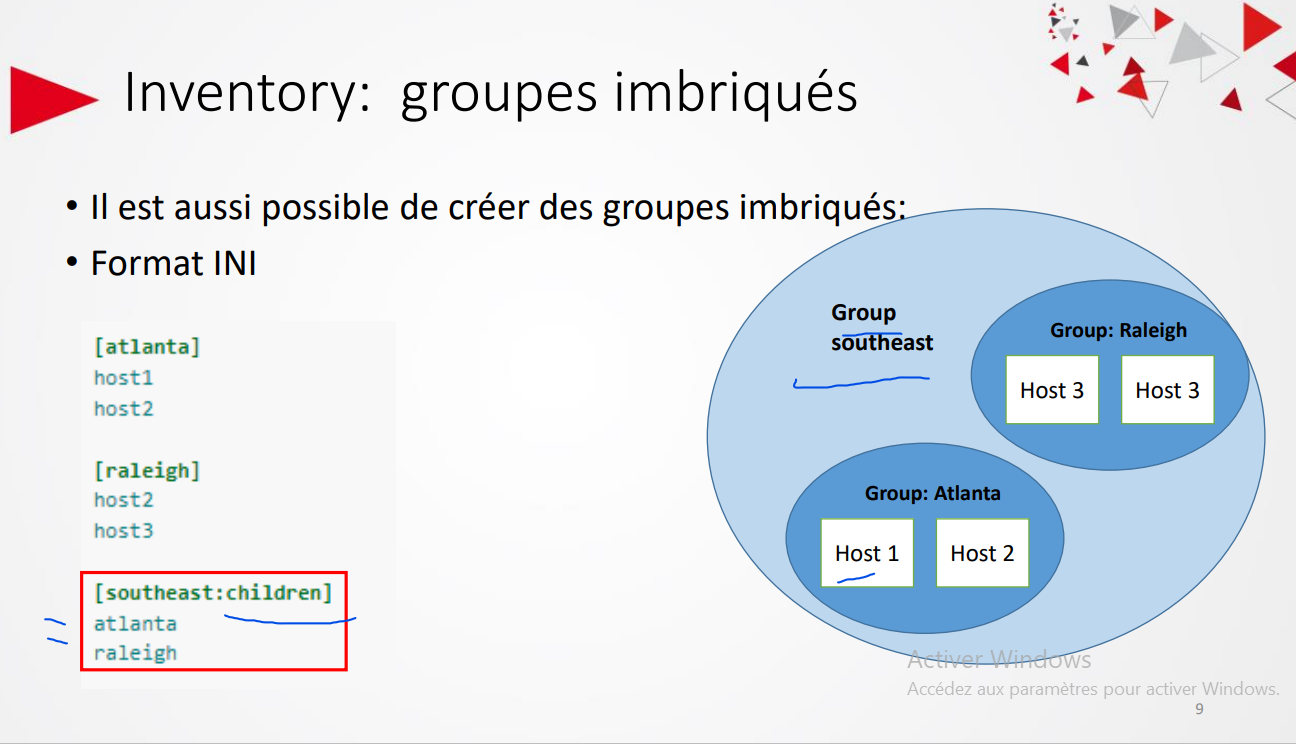 Inventory: groupes imbriqués
• Il est aussi possible de créer des groupes imbriqués:
• Format INI
[atlanta]
host1
host2
[raleigh]
host2
host3
[southeast:children]
atlanta
raleigh
Group
southeast
Group: Raleigh
Host 3
Host 3
Group: Atlanta
Host 1
Host 2
Activer Windows
Accédez aux paramètres pour activer Windows.
9